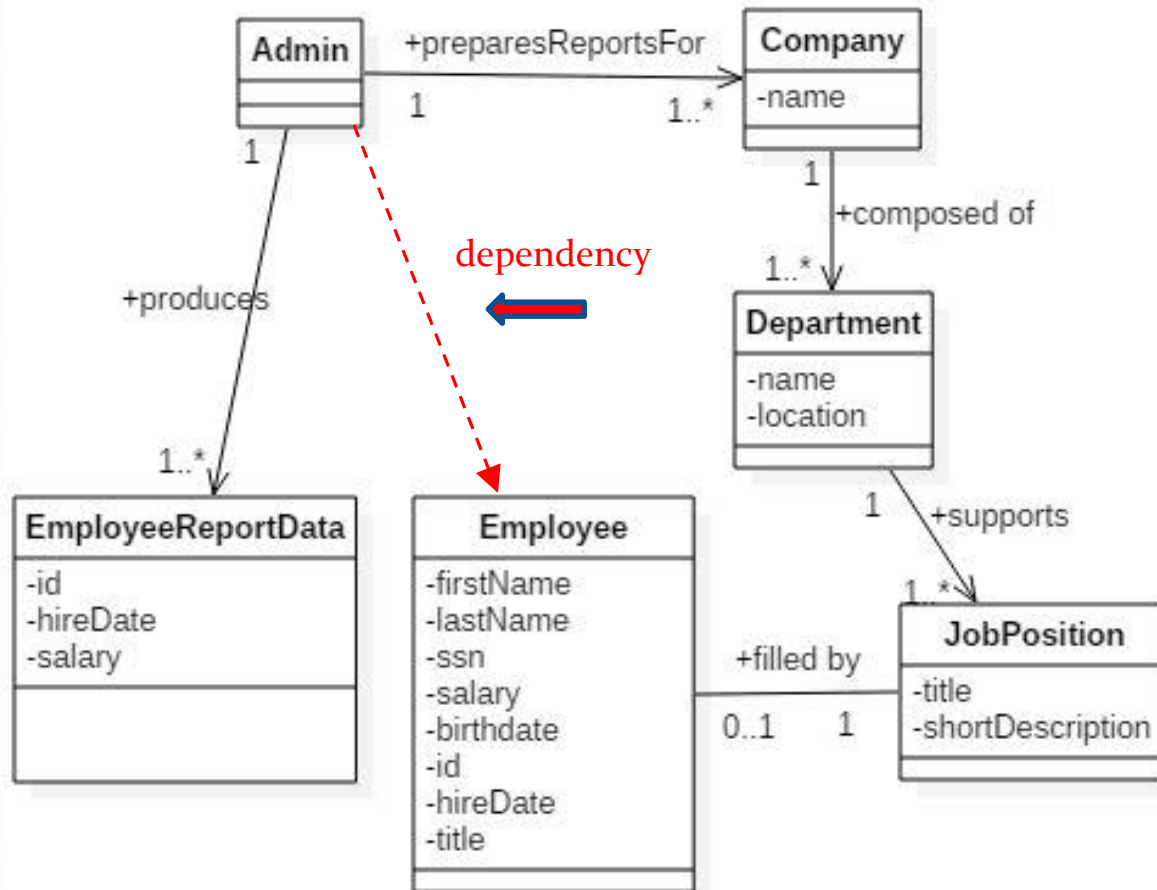 Admin
+preparesReportsFor
1
1..*
Company
-name
1
+produces
1..*
dependency
1
+composed of
1..*
Department
-name
-location
1
+supports
1..*
EmployeeReportData
-id
-hireDate
-salary
Employee
-firstName
-lastName
-ssn
-salary
-birthdate
-id
-hireDate
-title
+filled by
0..1
1
JobPosition
-title
-shortDescription